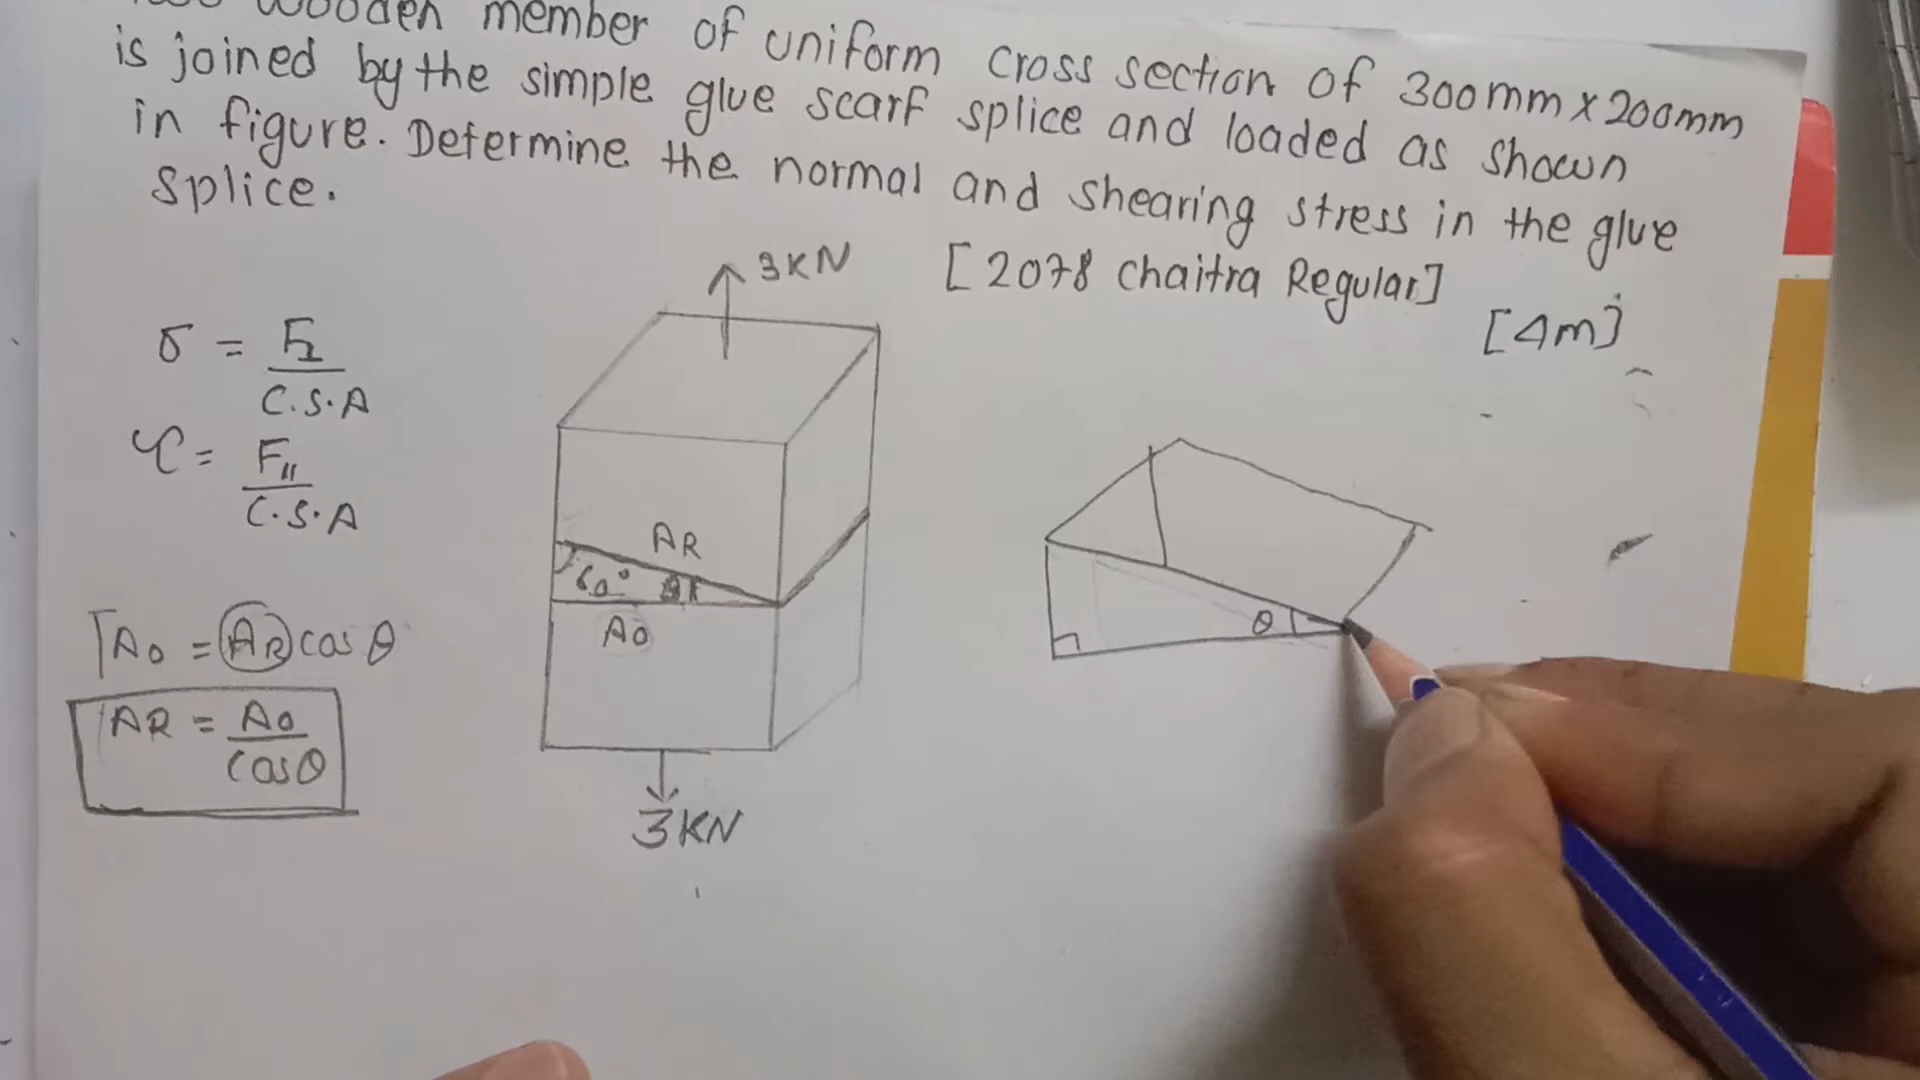 wooden member of uniform cross section of 300mm x 200mm
is joined by the simple glue scarf splice and loaded as shown
in figure. Determine the normal and shearing stress in the glue
splice.
[2078 Chaitra Regular]
[4m]
3KN
σ = F⊥ / C.S.A
τ = F,, / C.S.A
AR
60°
A0
A0 = AR cos θ
AR = A0 / cosθ
3KN
θ